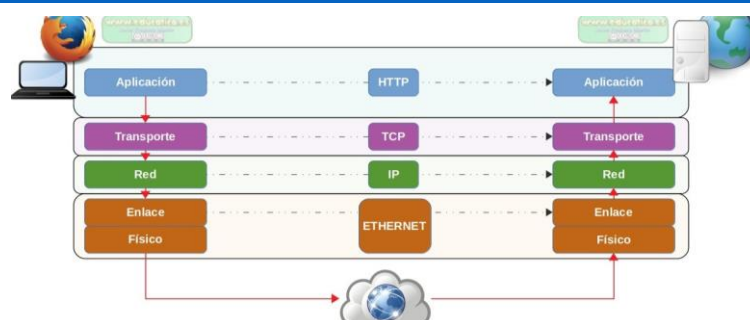 Aplicación HTTP Aplicación
Transporte TCP Transporte
Red IP Red
Enlace ETHERNET Enlace
Físico Físico